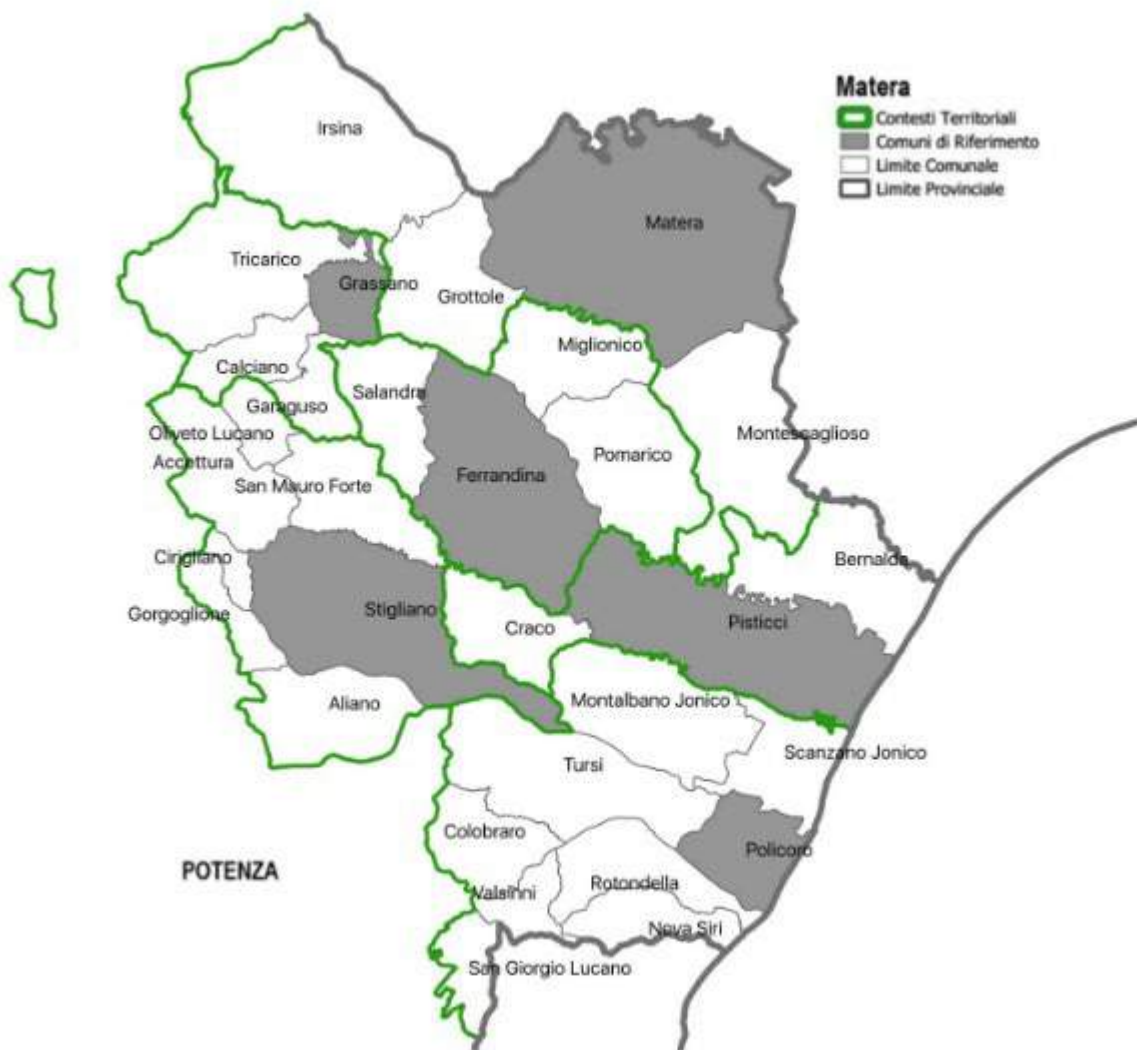 Matera
Contesti Territoriali
Comuni di Riferimento
Limite Comunale
Limite Provinciale
Irsina
Matera
Tricarico
Grassano
Grottole
Miglionico
Calciano
Salandra
Garaguso
Oliveto Lucano
Montescaglioso
Accettura
Pomarico
Ferrandina
San Mauro Forte
Cirigliano
Bernalda
Gorgoglione
Stigliano
Craco
Pisticci
Aliano
Montalbano Jonico
Scanzano Jonico
Tursi
Colobraro
Policoro
POTENZA
Rotondella
Valsinni
Nova Siri
San Giorgio Lucano